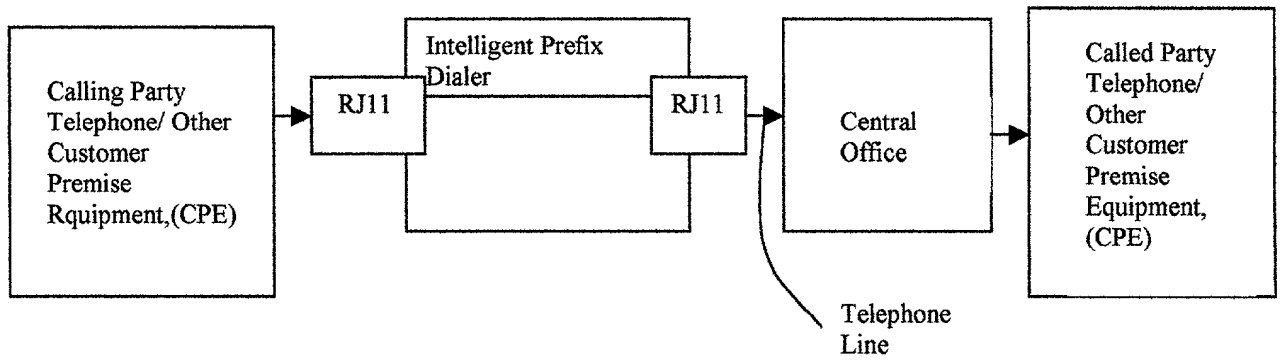 Calling Party
Telephone/ Other
Customer
Premise
Rquipment,(CPE)
RJ11
Intelligent Prefix
Dialer
RJ11
Central
Office
Called Party
Telephone/
Other
Customer
Premise
Equipment,
(CPE)
Telephone
Line